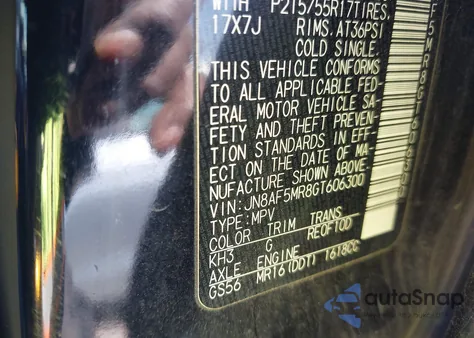 WITH P215/55R17TIRES,
17X7J RIMS. AT36PSI
COLD SINGLE.
THIS VEHICLE CONFORMS
TO ALL APPLICABLE FED-
ERAL MOTOR VEHICLE SA-
FETY AND THEFT PREVEN-
TION STANDARDS IN EFF-
ECT ON THE DATE OF MA-
NUFACTURE SHOWN ABOVE.
VIN:JN8AF5MR8GT606300
TYPE:MPV
COLOR TRIM TRANS
KH3 G RE0F10D
AXLE ENGINE
GS56 MR16(DDT) 1618CC
autoSnap